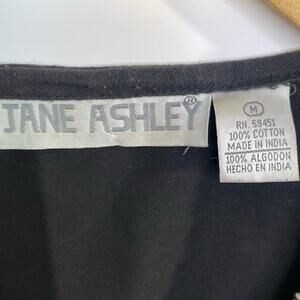 JANE ASHLEY®
M
RN. 59451
100% COTTON
MADE IN INDIA
100% ALGODON
HECHO EN INDIA